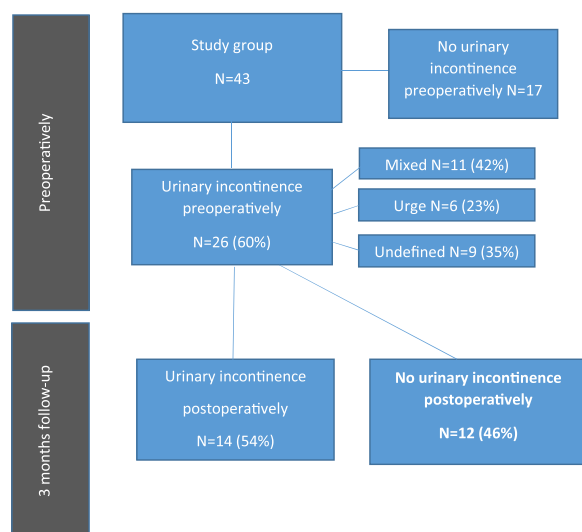 Preoperatively
Study group
N=43
No urinary
incontinence
preoperatively N=17
Urinary incontinence
preoperatively
N=26 (60%)
Mixed N=11 (42%)
Urge N=6 (23%)
Undefined N=9 (35%)
3 months follow-up
Urinary incontinence
postoperatively
N=14 (54%)
No urinary incontinence
postoperatively
N=12 (46%)